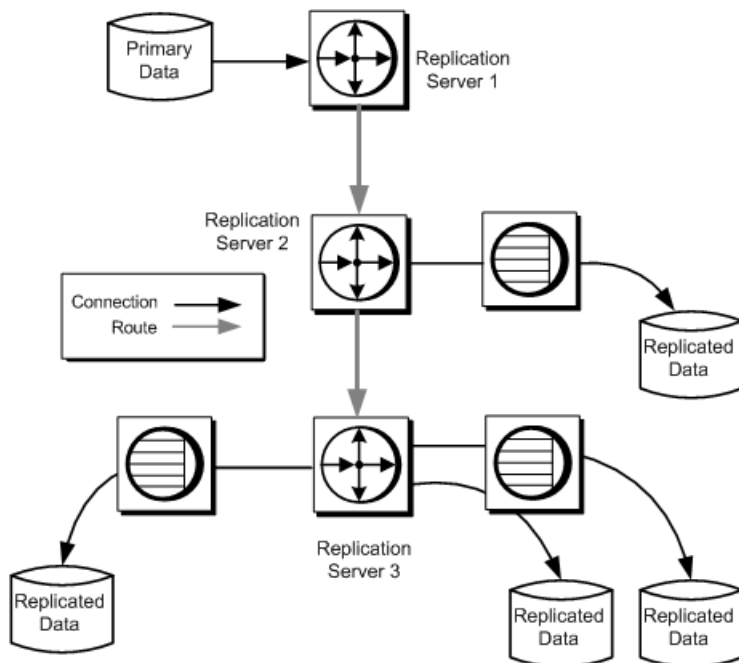 Primary
Data
Replication
Server 1
Replication
Server 2
Connection
Route
Replicated
Data
Replication
Server 3
Replicated
Data
Replicated
Data
Replicated
Data